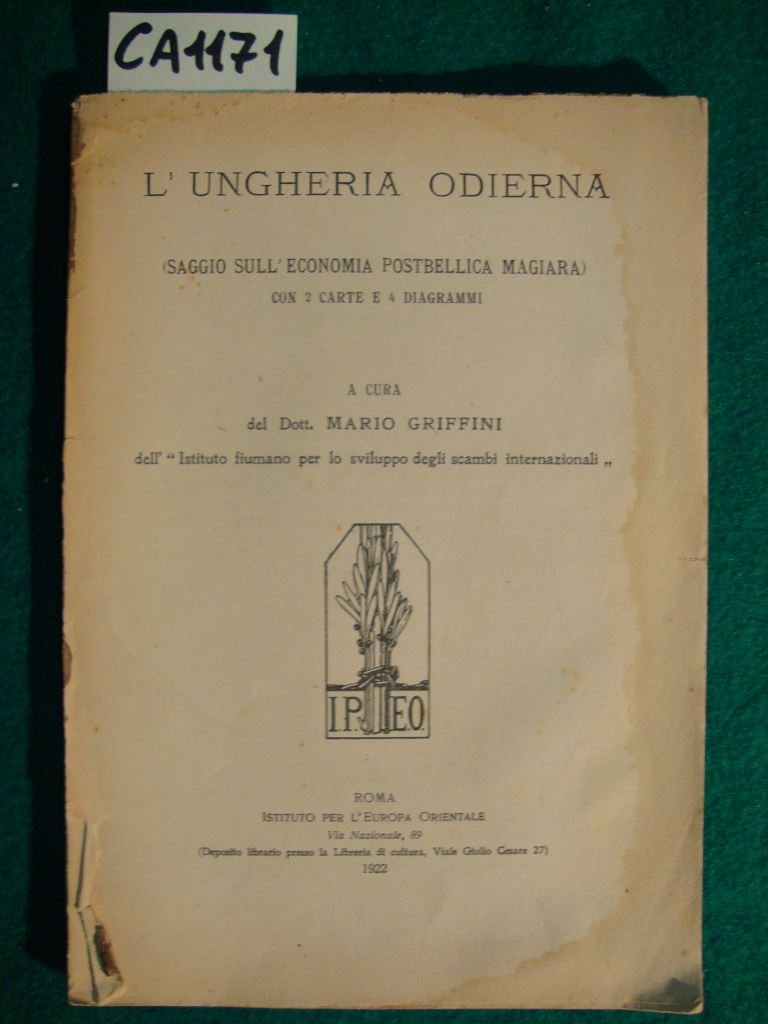 CA1171
L' UNGHERIA ODIERNA
(SAGGIO SULL' ECONOMIA POSTBELLICA MAGIARA)
CON 2 CARTE E 4 DIAGRAMMI
A CURA
del Dott. MARIO GRIFFINI
dell' “ Istituto fiumano per lo sviluppo degli scambi internazionali „
I.P. E.O.
ROMA
ISTITUTO PER L'EUROPA ORIENTALE
Via Nazionale, 89
(Deposito librario presso la Libreria di cultura, Viale Giulio Cesare 27)
1922